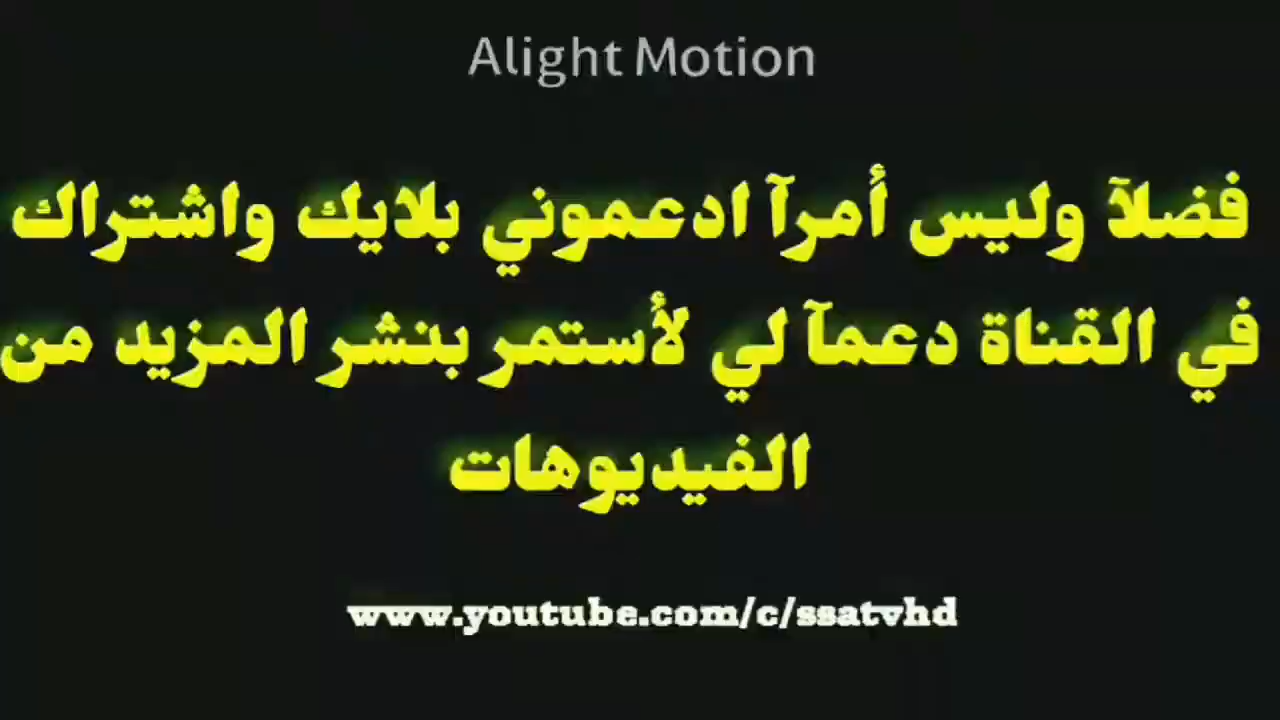 Alight Motion
فضلآ وليس أمرآ ادعموني بلايك واشتراك
في القناة دعمآ لي لأستمر بنشر المزيد من
الفيديوهات
www.youtube.com/c/ssatvhd